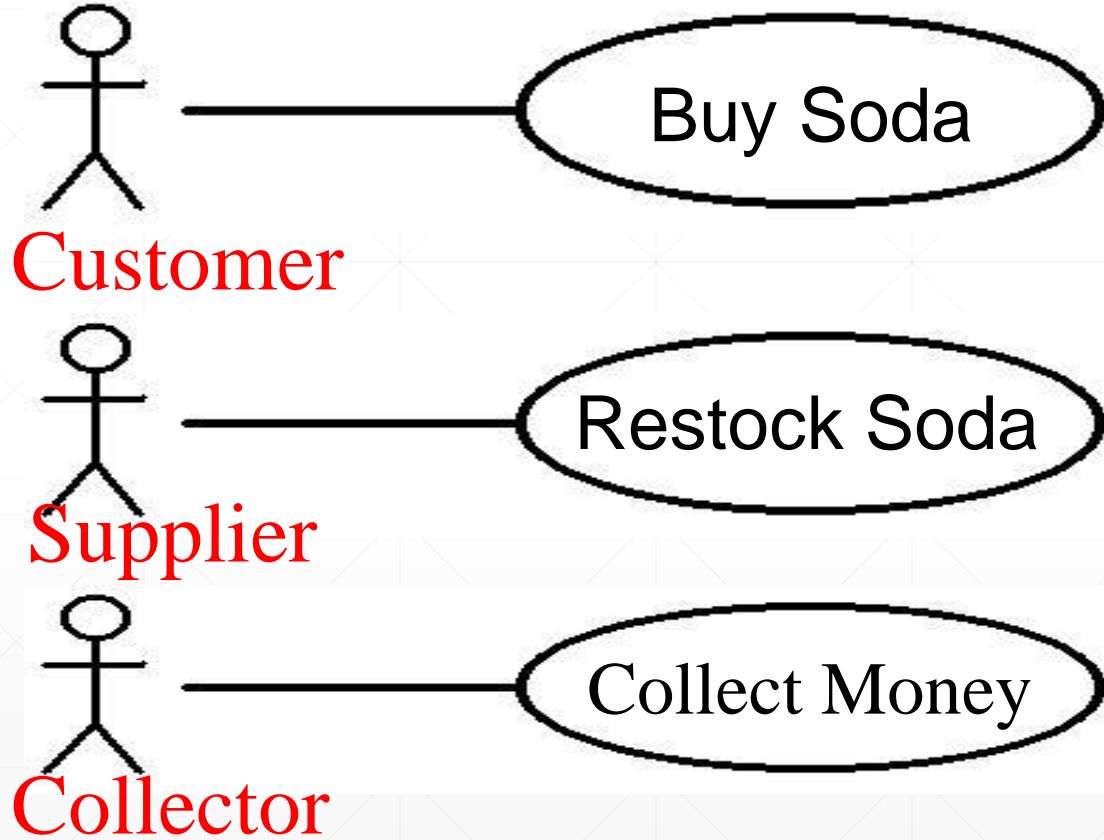 Buy Soda
Customer
Restock Soda
Supplier
Collect Money
Collector